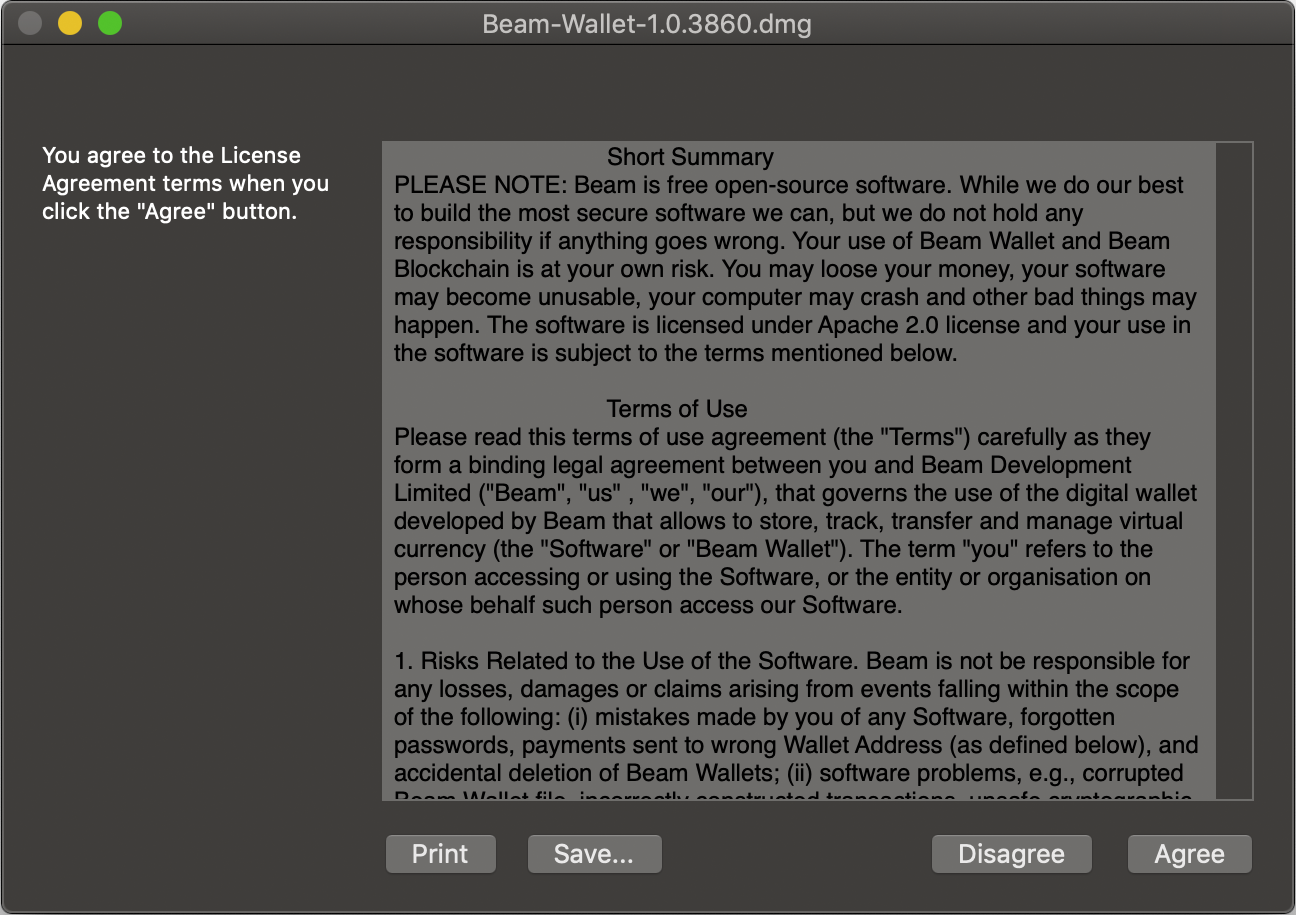 Beam-Wallet-1.0.3860.dmg
You agree to the License
Agreement terms when you
click the "Agree" button.
Short Summary
PLEASE NOTE: Beam is free open-source software. While we do our best
to build the most secure software we can, but we do not hold any
responsibility if anything goes wrong. Your use of Beam Wallet and Beam
Blockchain is at your own risk. You may loose your money, your software
may become unusable, your computer may crash and other bad things may
happen. The software is licensed under Apache 2.0 license and your use in
the software is subject to the terms mentioned below.
Terms of Use
Please read this terms of use agreement (the "Terms") carefully as they
form a binding legal agreement between you and Beam Development
Limited ("Beam", "us" , "we", "our"), that governs the use of the digital wallet
developed by Beam that allows to store, track, transfer and manage virtual
currency (the "Software" or "Beam Wallet"). The term "you" refers to the
person accessing or using the Software, or the entity or organisation on
whose behalf such person access our Software.
1. Risks Related to the Use of the Software. Beam is not be responsible for
any losses, damages or claims arising from events falling within the scope
of the following: (i) mistakes made by you of any Software, forgotten
passwords, payments sent to wrong Wallet Address (as defined below), and
accidental deletion of Beam Wallets; (ii) software problems, e.g., corrupted
Beam Wallet file, incorrectly constructed transactions, unsafe cryptographic
Print
Save...
Disagree
Agree